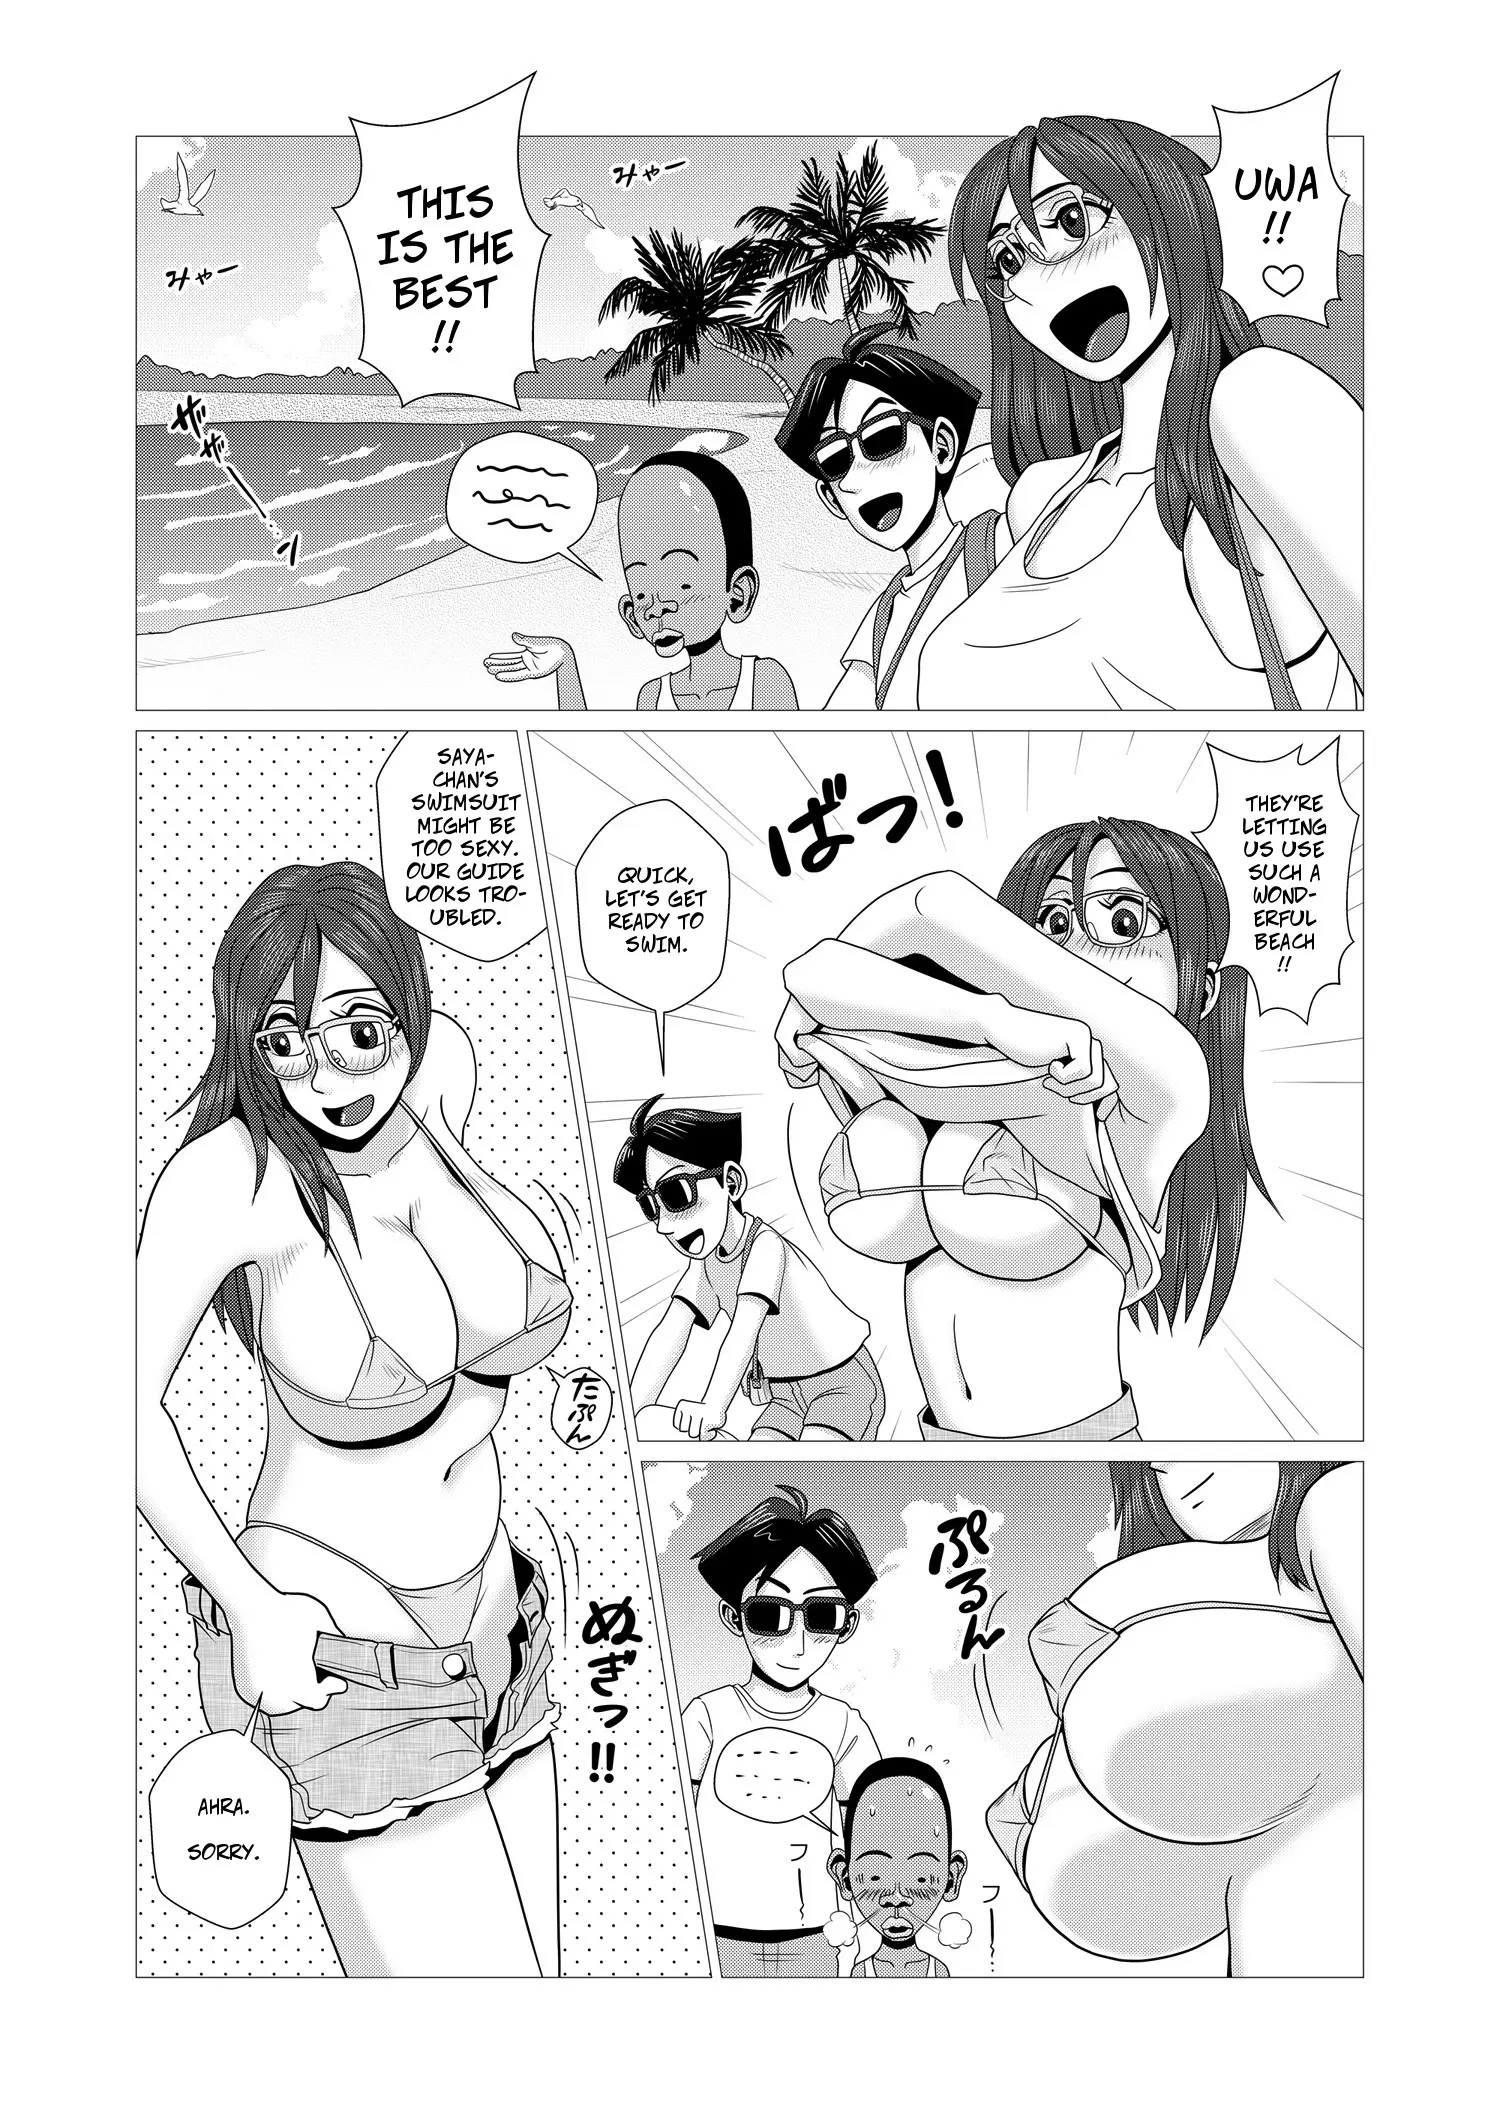 UWA
!!
♡
THIS
IS THE
BEST
!!
みゃー
みゃー
ザザーン
THEY'RE
LETTING
US USE
SUCH A
WOND-
ERFUL
BEACH
!!
ばっ!
QUICK,
LET'S GET
READY TO
SWIM.
SAYA-
CHAN'S
SWIMSUIT
MIGHT BE
TOO SEXY.
OUR GUIDE
LOOKS TRO-
UBLED.
たぷん
ぬぎっ!!
AHRA.
SORRY.
ぷるん
フー〜
フー〜